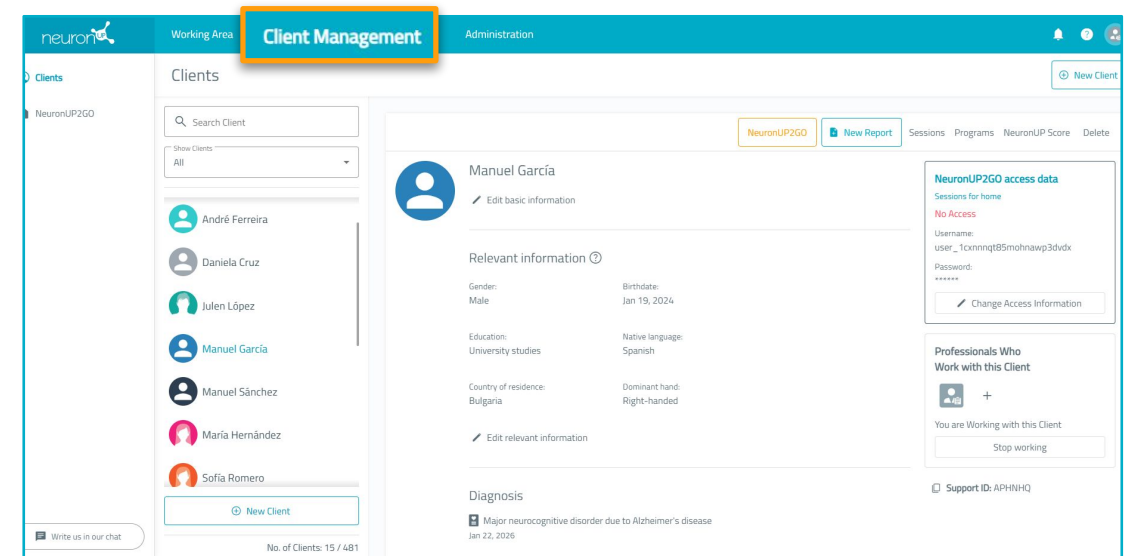 neuronUP
Working Area
Client Management
Administration
Clients
NeuronUP2GO
Clients
New Client
Search Client
Show Clients
All
André Ferreira
Daniela Cruz
Julen López
Manuel García
Manuel Sánchez
María Hernández
Sofía Romero
New Client
No. of Clients: 15 / 481
Write us in our chat
NeuronUP2GO
New Report
Sessions
Programs
NeuronUP Score
Delete
Manuel García
Edit basic information
Relevant information
Gender:
Male
Birthdate:
Jan 19, 2024
Education:
University studies
Native language:
Spanish
Country of residence:
Bulgaria
Dominant hand:
Right-handed
Edit relevant information
Diagnosis
Major neurocognitive disorder due to Alzheimer's disease
Jan 22, 2026
NeuronUP2GO access data
Sessions for home
No Access
Username:
user_1cxnnnqt85mohnawp3dvdx
Password:
******
Change Access Information
Professionals Who
Work with this Client
You are Working with this Client
Stop working
Support ID: APHNHQ